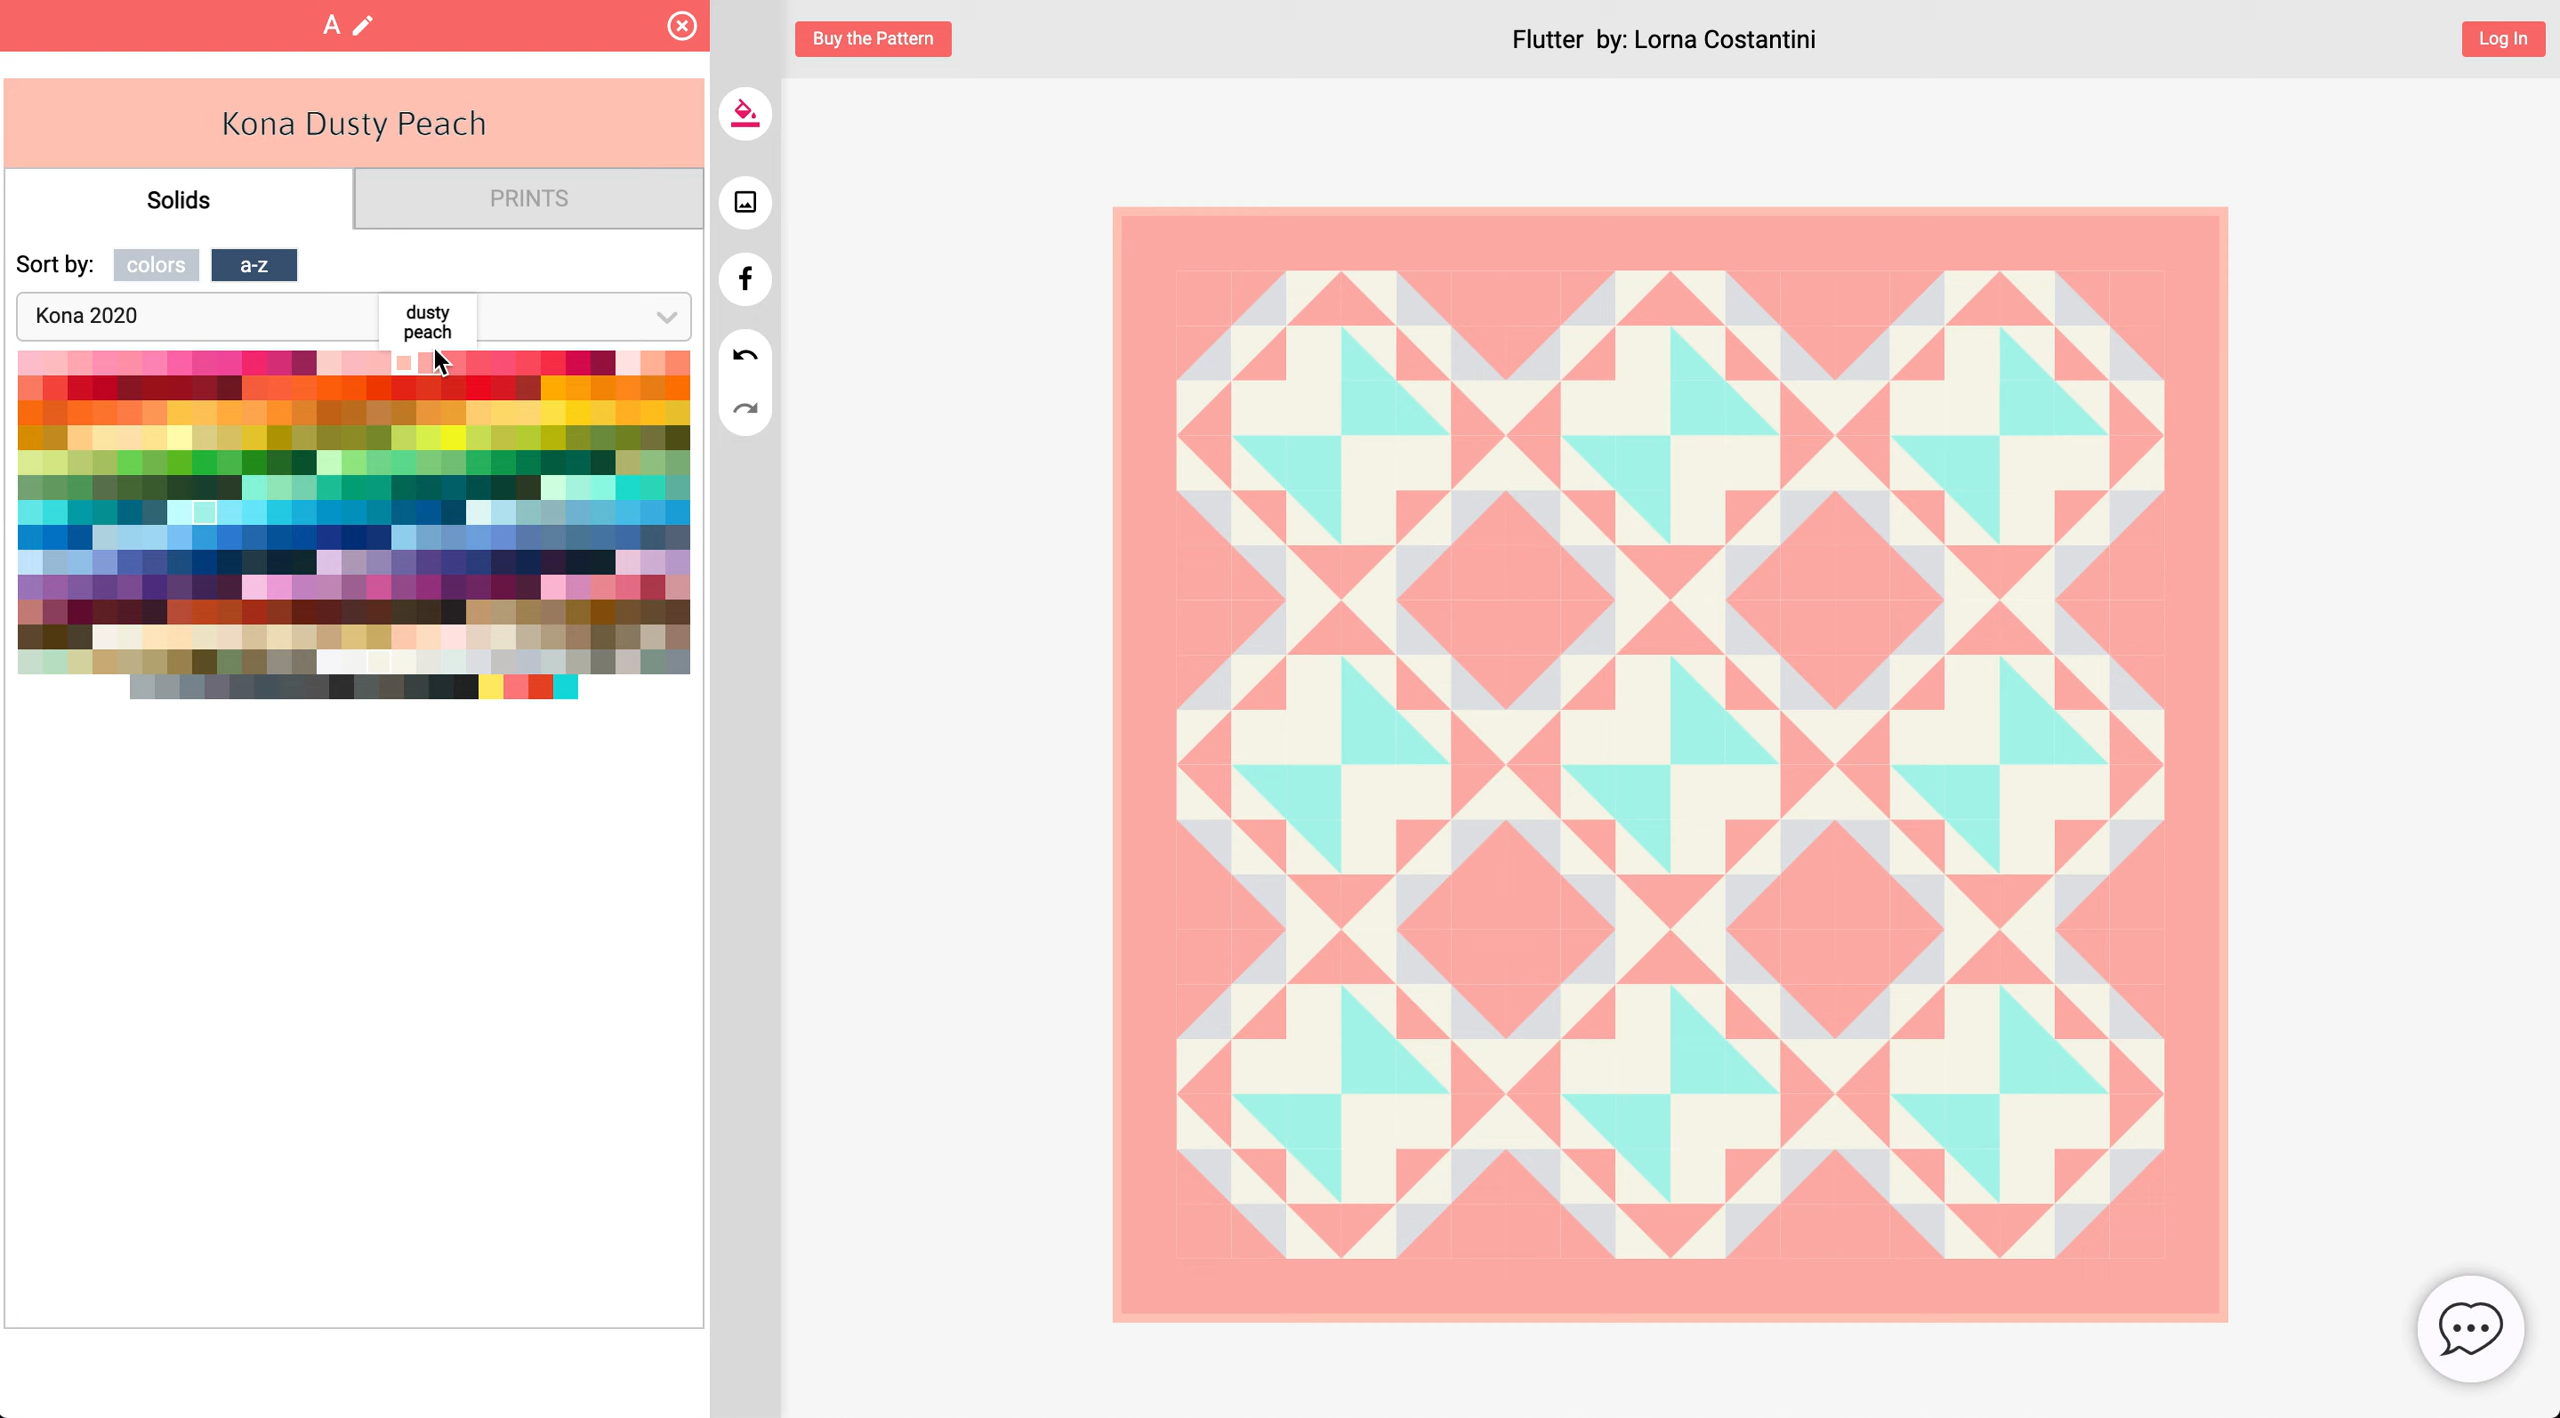 A
Buy the Pattern
Flutter by: Lorna Costantini
Log In
Kona Dusty Peach
Solids
PRINTS
Sort by:
colors
a-z
Kona 2020
dusty
peach
f